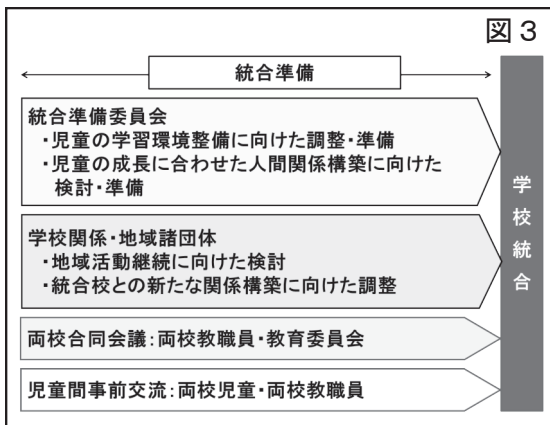 図3
統合準備
統合準備委員会
・児童の学習環境整備に向けた調整・準備
・児童の成長に合わせた人間関係構築に向けた
検討・準備
学校関係・地域諸団体
・地域活動継続に向けた検討
・統合校との新たな関係構築に向けた調整
両校合同会議:両校教職員・教育委員会
児童間事前交流:両校児童・両校教職員
学校統合